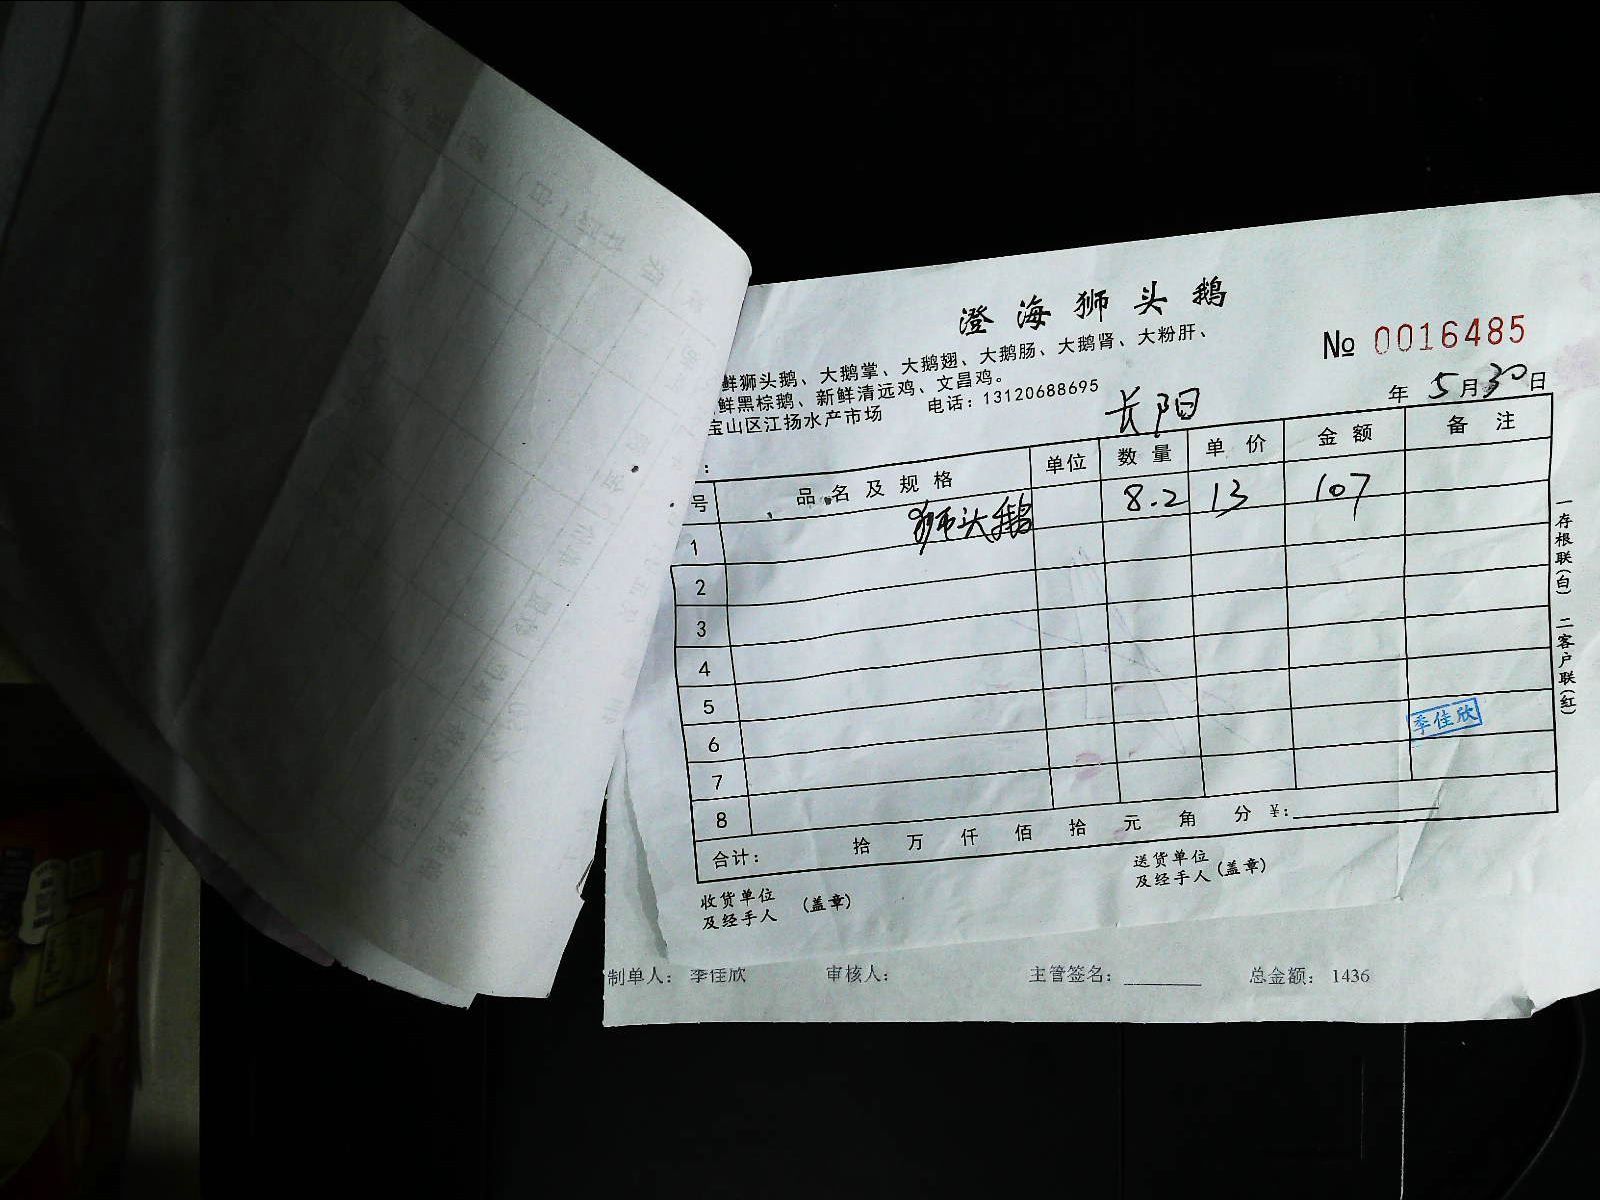 澄海狮头鹅
鲜狮头鹅、大鹅掌、大鹅翅、大鹅肠、大鹅肾、大粉肝、
鲜黑棕鹅、新鲜清远鸡、文昌鸡。
宝山区江扬水产市场 电话：13120688695
№ 0016485
长阳
年 5月30日
：
号 品名及规格 单位 数量 单价 金额 备注
狮头鹅 8.2 13 107
1
2
3
4
5
6
7
8
季佳欣
合计： 拾 万 仟 佰 拾 元 角 分 ¥:
收货单位
及经手人 (盖章)
送货单位
及经手人 (盖章)
一存根联(白) 二客户联(红)
制单人： 季佳欣 审核人： 主管签名： 总金额： 1436